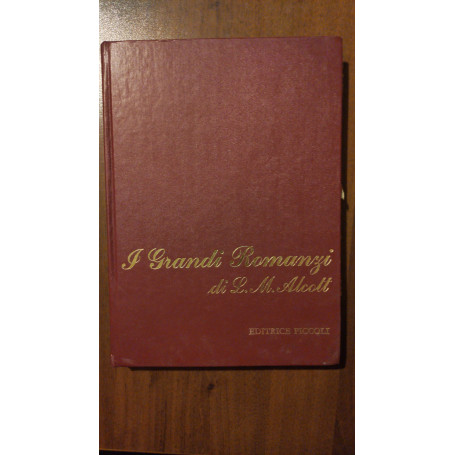 I Grandi Romanzi
di L. M. Alcott
EDITRICE PICCOLI